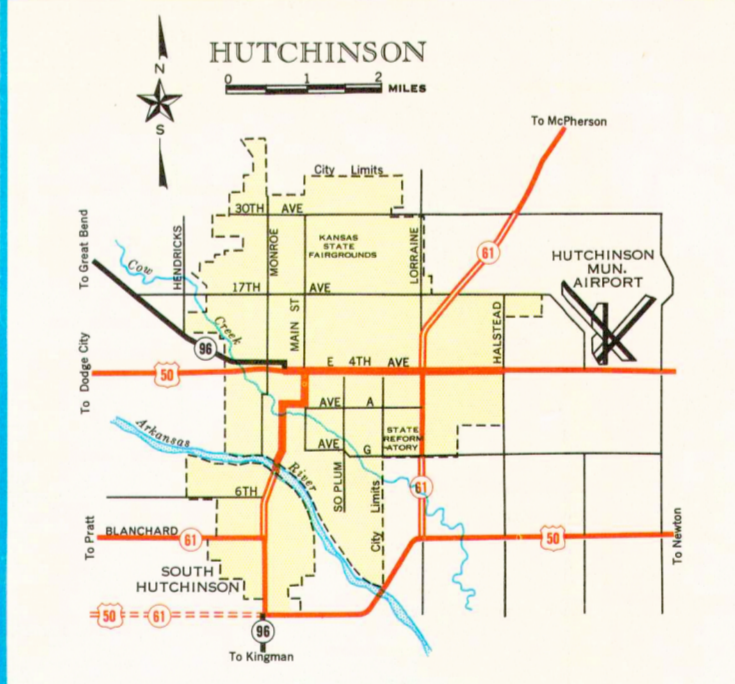 HUTCHINSON
0 1 2
MILES
N
S
To McPherson
City Limits
30TH AVE
KANSAS
STATE
FAIRGROUNDS
HENDRICKS
MONROE
LORRAINE
61
To Great Bend
Cow
Creek
HUTCHINSON
MUN.
AIRPORT
17TH AVE
MAIN ST
HALSTEAD
96
E 4TH AVE
To Dodge City
50
AVE A
STATE
REFORM-
ATORY
AVE G
Arkansas
River
SO PLUM
City Limits
61
6TH
BLANCHARD
61
To Pratt
50
To Newton
SOUTH
HUTCHINSON
50
61
96
To Kingman